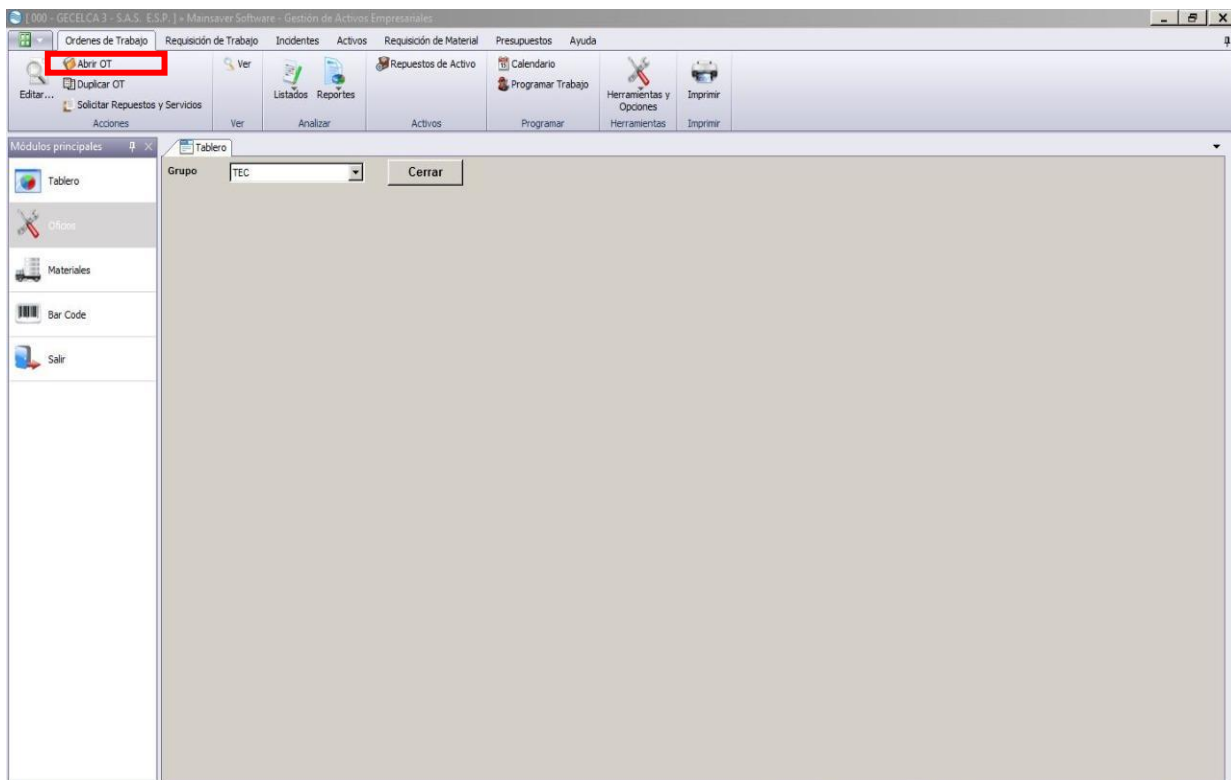 [ 000 - GECELCA 3 - S.A.S. E.S.P. ] » Mainsaver Software - Gestión de Activos Empresariales
Ordenes de Trabajo Requisición de Trabajo Incidentes Activos Requisición de Material Presupuestos Ayuda
Abrir OT Ver Repuestos de Activo Calendario
Duplicar OT Programar Trabajo
Editar... Listados Reportes Herramientas y Opciones Imprimir
Solicitar Repuestos y Servicios
Acciones Ver Analizar Activos Programar Herramientas Imprimir
Módulos principales Tablero
Grupo TEC Cerrar
Tablero
Oficios
Materiales
Bar Code
Salir